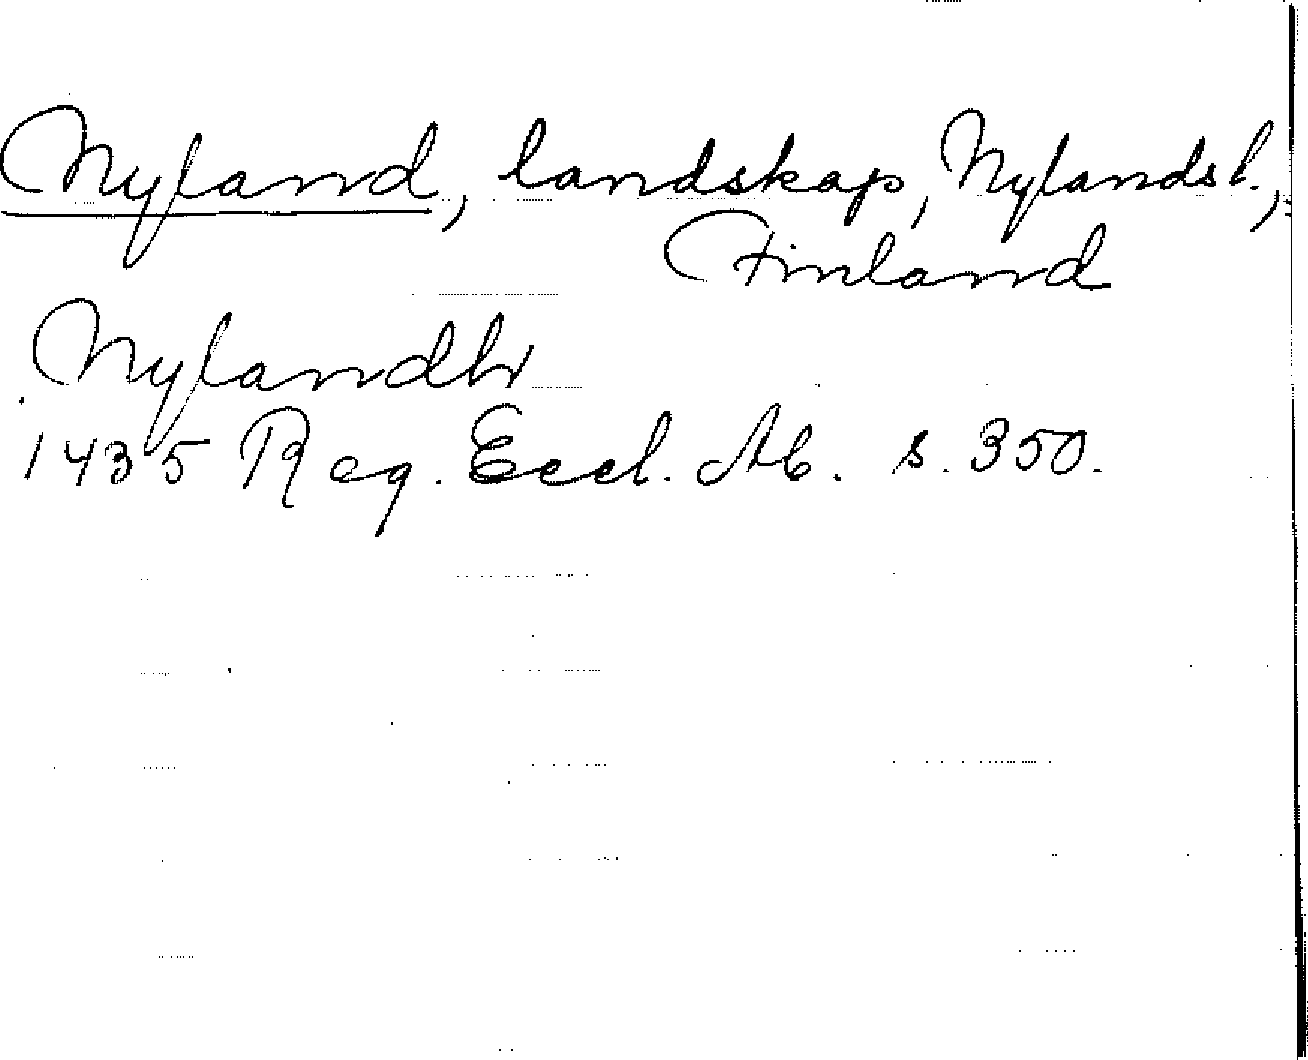 Nyland, landskap, Nylandsl.,
Finland
Nylandh
1435 Reg. Eccl. Ab. s. 350.